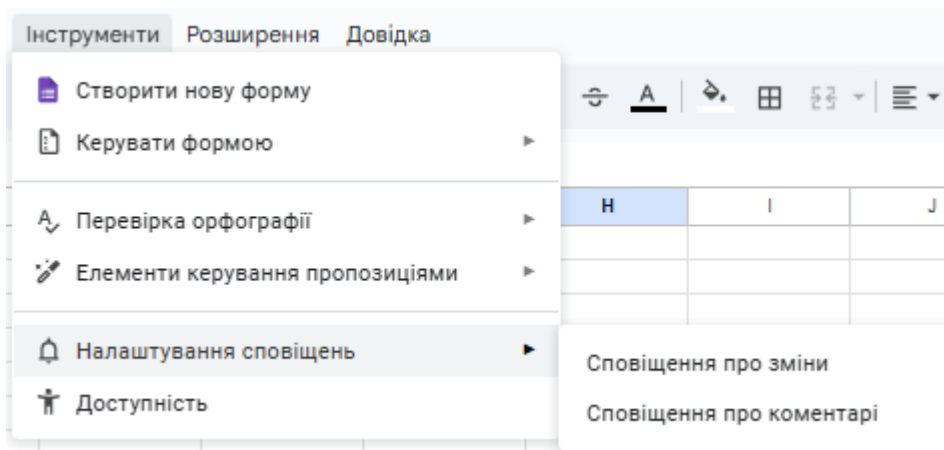 Інструменти Розширення Довідка
Створити нову форму
Керувати формою
Перевірка орфографії
Елементи керування пропозиціями
Налаштування сповіщень
Доступність
A
H I J
Сповіщення про зміни
Сповіщення про коментарі